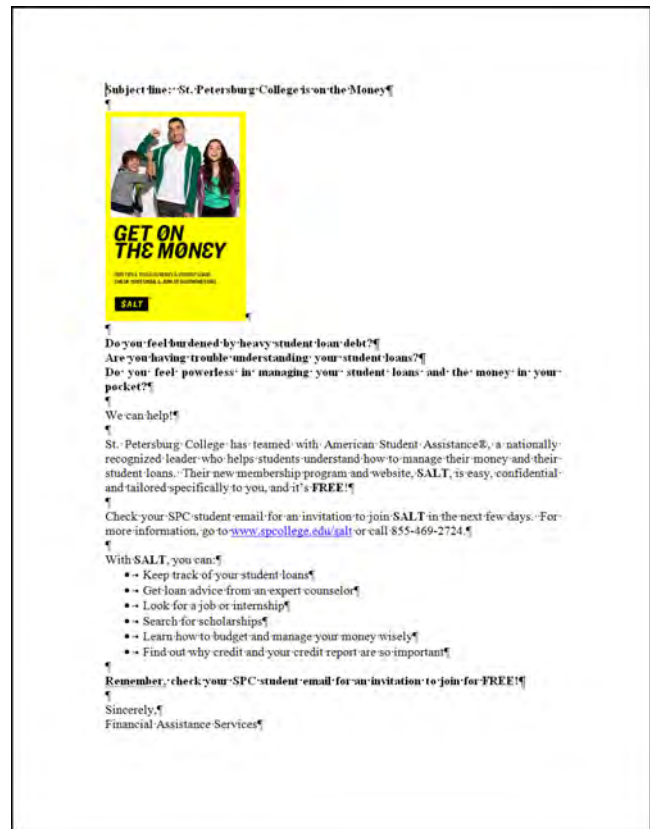 Subject line: St. Petersburg College is on the Money
GET ON
THE MONEY
SALT
Do you feel burdened by heavy student loan debt?
Are you having trouble understanding your student loans?
Do you feel powerless in managing your student loans and the money in your
pocket?
We can help!
St. Petersburg College has teamed with American Student Assistance®, a nationally
recognized leader who helps students understand how to manage their money and their
student loans. Their new membership program and website, SALT, is easy, confidential
and tailored specifically to you, and it's FREE!
Check your SPC student email for an invitation to join SALT in the next few days. For
more information, go to www.spcollege.edu/salt or call 855-469-2724.
With SALT, you can:
• Keep track of your student loans
• Get loan advice from an expert counselor
• Look for a job or internship
• Search for scholarships
• Learn how to budget and manage your money wisely
• Find out why credit and your credit report are so important
Remember, check your SPC student email for an invitation to join for FREE!
Sincerely,
Financial Assistance Services